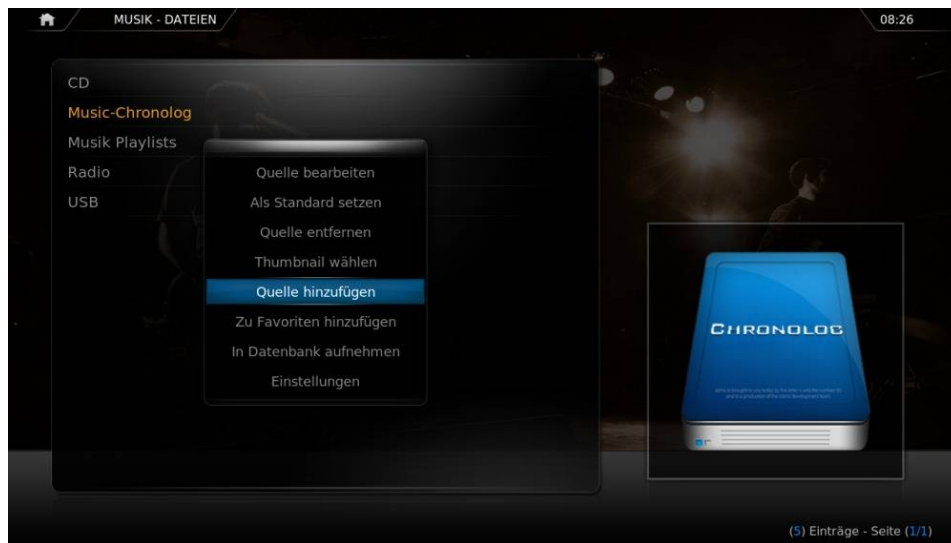 MUSIK - DATEIEN
08:26
CD
Music-Chronolog
Musik Playlists
Radio
USB
Quelle bearbeiten
Als Standard setzen
Quelle entfernen
Thumbnail wählen
Quelle hinzufügen
Zu Favoriten hinzufügen
In Datenbank aufnehmen
Einstellungen
CHRONOLOG
(5) Einträge - Seite (1/1)